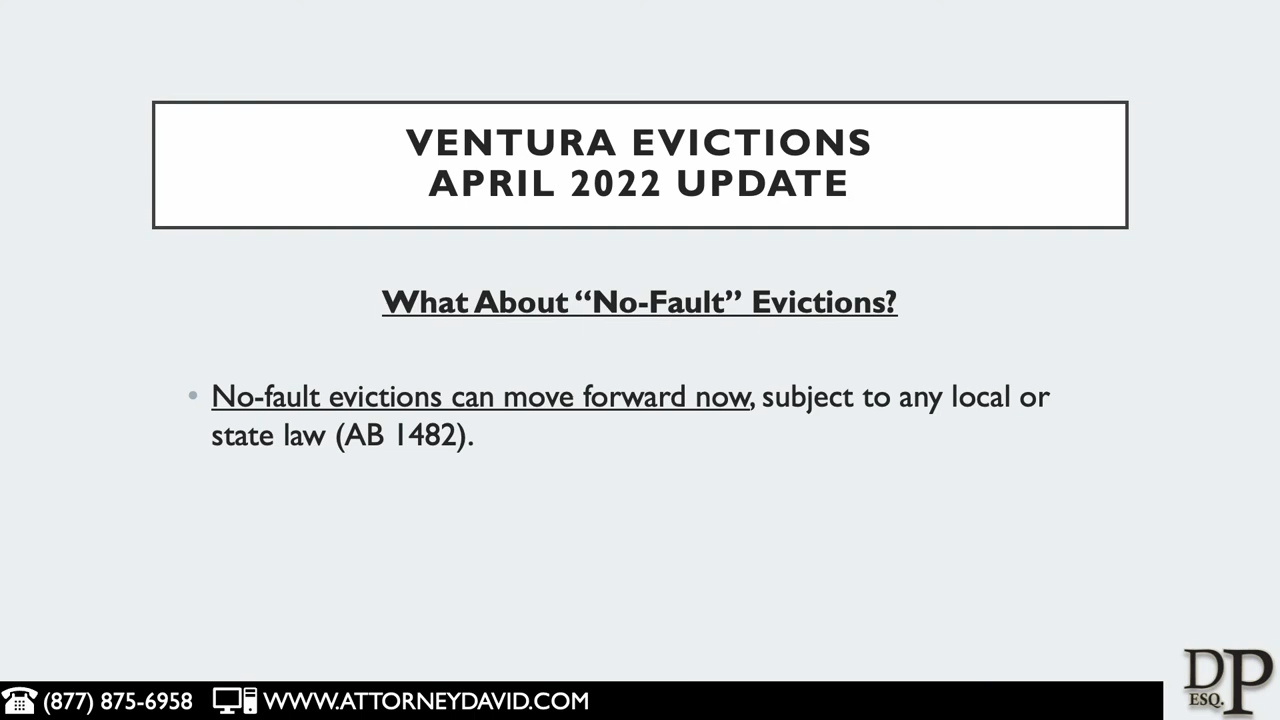 VENTURA EVICTIONS
APRIL 2022 UPDATE
What About “No-Fault” Evictions?
• No-fault evictions can move forward now, subject to any local or
state law (AB 1482).
(877) 875-6958 WWW.ATTORNEYDAVID.COM
DP
ESQ.